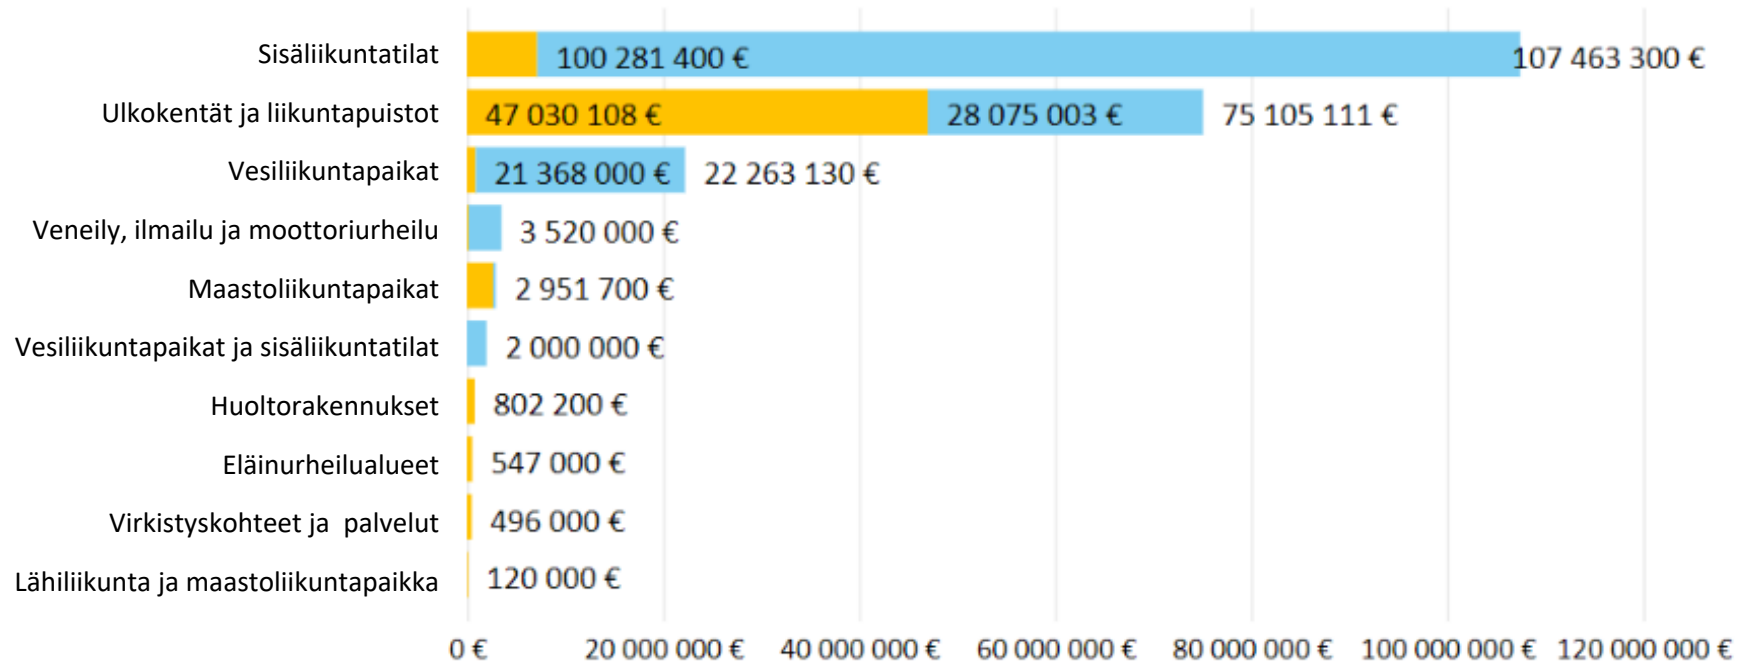 Sisäliikuntatilat 100 281 400 € 107 463 300 €
Ulkokentät ja liikuntapuistot 47 030 108 € 28 075 003 € 75 105 111 €
Vesiliikuntapaikat 21 368 000 € 22 263 130 €
Veneily, ilmailu ja moottoriurheilu 3 520 000 €
Maastoliikuntapaikat 2 951 700 €
Vesiliikuntapaikat ja sisäliikuntatilat 2 000 000 €
Huoltorakennukset 802 200 €
Eläinurheilualueet 547 000 €
Virkistyskohteet ja  palvelut 496 000 €
Lähiliikunta ja maastoliikuntapaikka 120 000 €
0 € 20 000 000 € 40 000 000 € 60 000 000 € 80 000 000 € 100 000 000 € 120 000 000 €